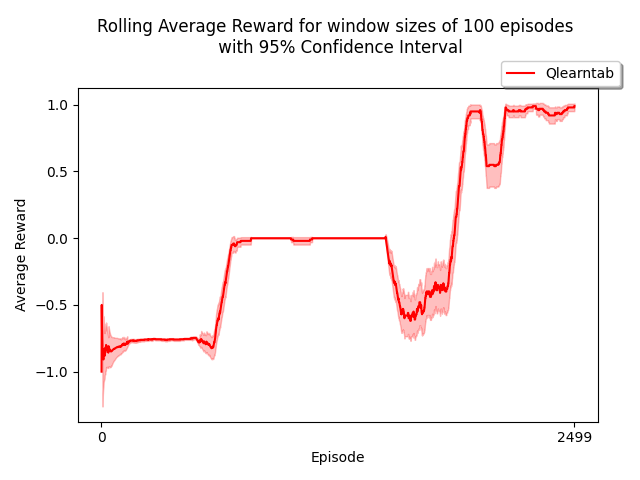 Rolling Average Reward for window sizes of 100 episodes
with 95% Confidence Interval
Qlearntab
1.0
0.5
0.0
−0.5
−1.0
Average Reward
0
2499
Episode